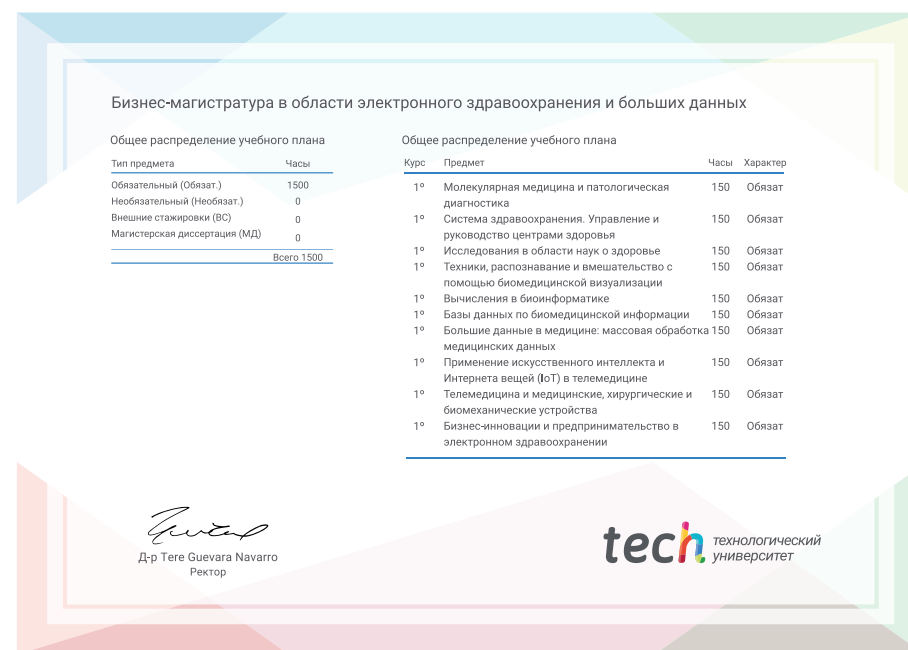 Бизнес-магистратура в области электронного здравоохранения и больших данных
Общее распределение учебного плана
Тип предмета Часы
Обязательный (Обязат.) 1500
Необязательный (Необязат.) 0
Внешние стажировки (ВС) 0
Магистерская диссертация (МД) 0
Всего 1500
Общее распределение учебного плана
Курс Предмет Часы Характер
1º Молекулярная медицина и патологическая 150 Обязат
диагностика
1º Система здравоохранения. Управление и 150 Обязат
руководство центрами здоровья
1º Исследования в области наук о здоровье 150 Обязат
1º Техники, распознавание и вмешательство с 150 Обязат
помощью биомедицинской визуализации
1º Вычисления в биоинформатике 150 Обязат
1º Базы данных по биомедицинской информации 150 Обязат
1º Большие данные в медицине: массовая обработка 150 Обязат
медицинских данных
1º Применение искусственного интеллекта и 150 Обязат
Интернета вещей (IoT) в телемедицине
1º Телемедицина и медицинские, хирургические и 150 Обязат
биомеханические устройства
1º Бизнес-инновации и предпринимательство в 150 Обязат
электронном здравоохранении
Д-р Tere Guevara Navarro
Ректор
tech технологический
университет